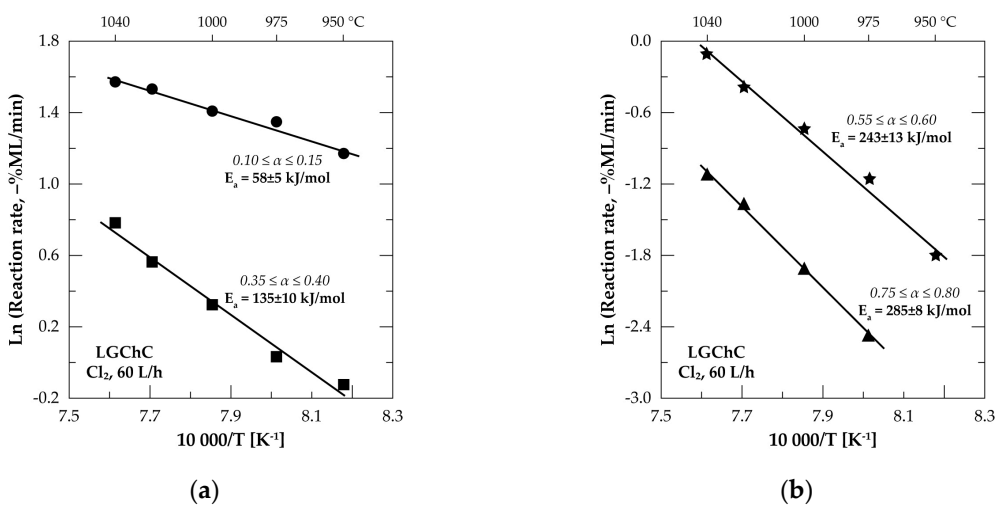 1040 1000 975 950 °C
1.8
1.4
1.0
0.6
0.2
-0.2
Ln (Reaction rate, –%ML/min)
0.10 ≤ α ≤ 0.15
Ea = 58±5 kJ/mol
0.35 ≤ α ≤ 0.40
Ea = 135±10 kJ/mol
LGChC
Cl2, 60 L/h
7.5 7.7 7.9 8.1 8.3
10 000/T [K-1]
(a)
1040 1000 975 950 °C
0.0
-0.6
-1.2
-1.8
-2.4
-3.0
Ln (Reaction rate, –%ML/min)
0.55 ≤ α ≤ 0.60
Ea = 243±13 kJ/mol
0.75 ≤ α ≤ 0.80
Ea = 285±8 kJ/mol
LGChC
Cl2, 60 L/h
7.5 7.7 7.9 8.1 8.3
10 000/T [K-1]
(b)